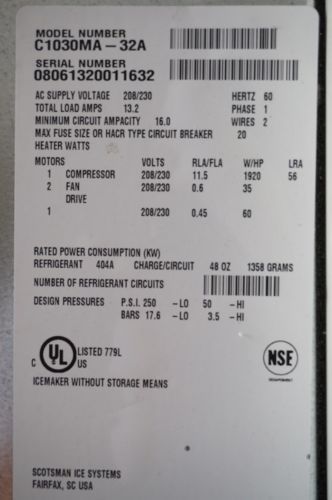 MODEL NUMBER
C1030MA-32A
SERIAL NUMBER
08061320011632
AC SUPPLY VOLTAGE 208/230 HERTZ 60
TOTAL LOAD AMPS 13.2 PHASE 1
MINIMUM CIRCUIT AMPACITY 16.0 WIRES 2
MAX FUSE SIZE OR HACR TYPE CIRCUIT BREAKER 20
HEATER WATTS
MOTORS VOLTS RLA/FLA W/HP LRA
1 COMPRESSOR 208/230 11.5 1920 56
2 FAN 208/230 0.6 35
DRIVE
1 208/230 0.45 60
RATED POWER CONSUMPTION (KW)
REFRIGERANT 404A CHARGE/CIRCUIT 48 OZ 1358 GRAMS
NUMBER OF REFRIGERANT CIRCUITS
DESIGN PRESSURES P.S.I. 250 -LO 50 -HI
BARS 17.6 -LO 3.5 -HI
C UL US LISTED 779L
NSE
ICEMAKER WITHOUT STORAGE MEANS
SCOTSMAN ICE SYSTEMS
FAIRFAX, SC USA